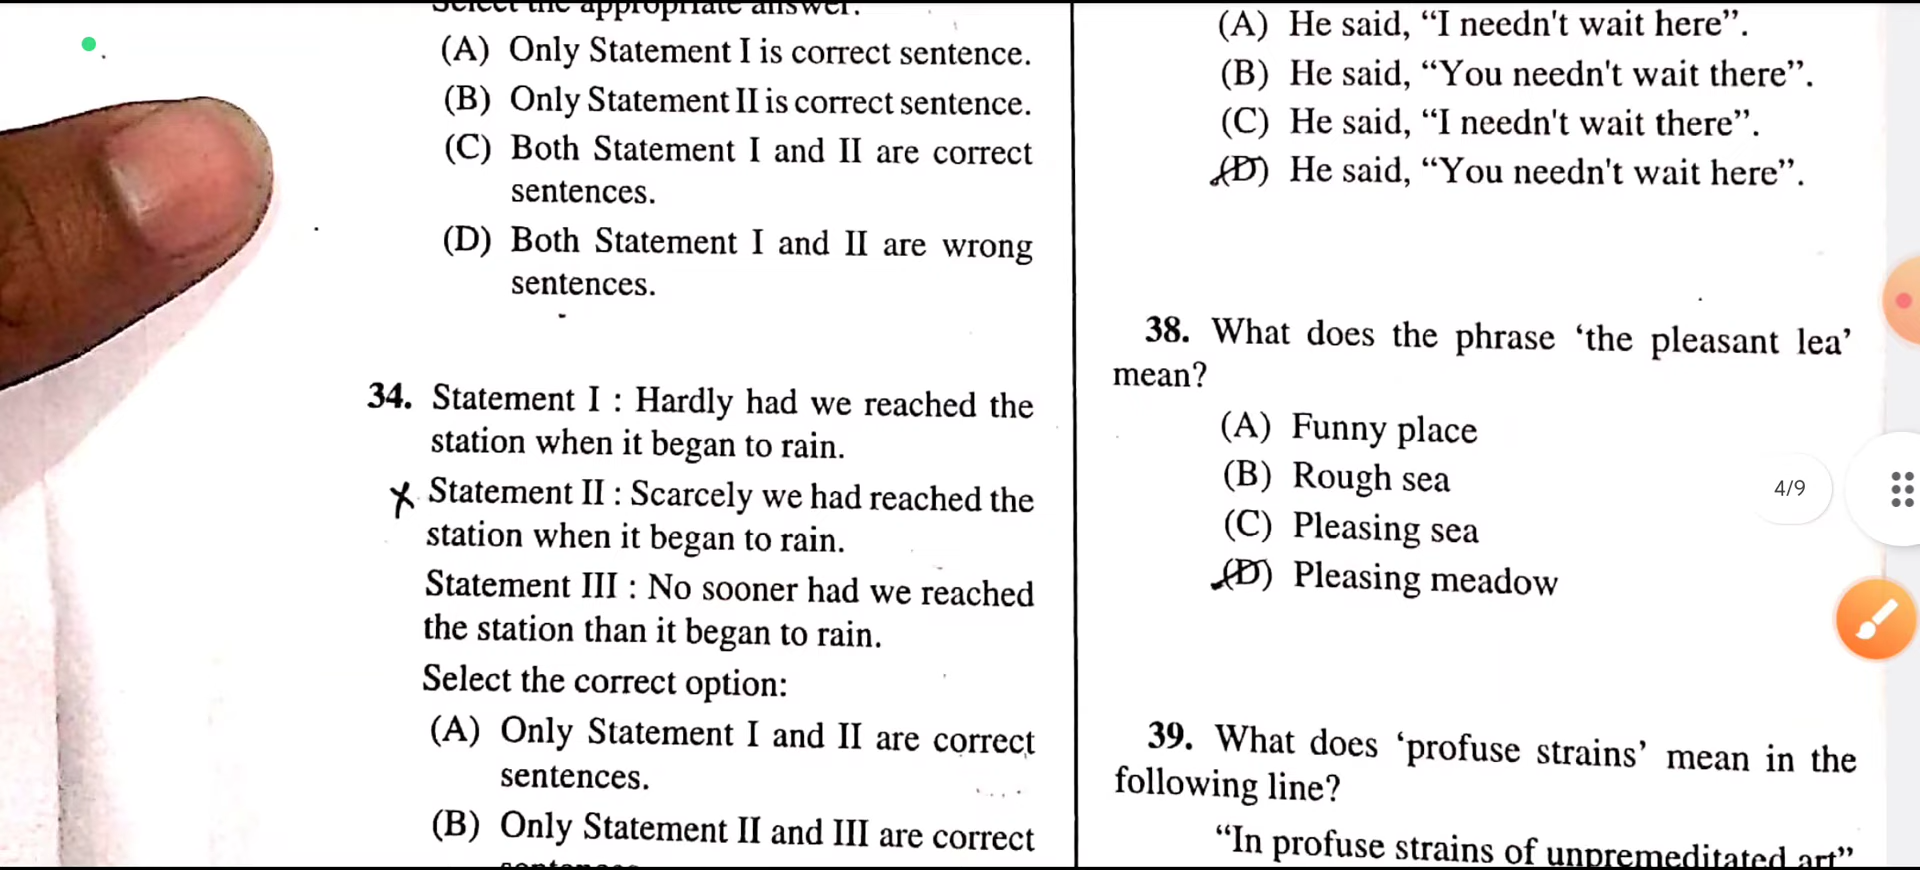 Select the appropriate answer.
(A) Only Statement I is correct sentence.
(B) Only Statement II is correct sentence.
(C) Both Statement I and II are correct
sentences.
(D) Both Statement I and II are wrong
sentences.
34. Statement I : Hardly had we reached the
station when it began to rain.
Statement II : Scarcely we had reached the
station when it began to rain.
Statement III : No sooner had we reached
the station than it began to rain.
Select the correct option:
(A) Only Statement I and II are correct
sentences.
(B) Only Statement II and III are correct
(A) He said, “I needn't wait here”.
(B) He said, “You needn't wait there”.
(C) He said, “I needn't wait there”.
(D) He said, “You needn't wait here”.
38. What does the phrase ‘the pleasant lea’
mean?
(A) Funny place
(B) Rough sea
(C) Pleasing sea
(D) Pleasing meadow
39. What does ‘profuse strains’ mean in the
following line?
“In profuse strains of unpremeditated art”
4/9